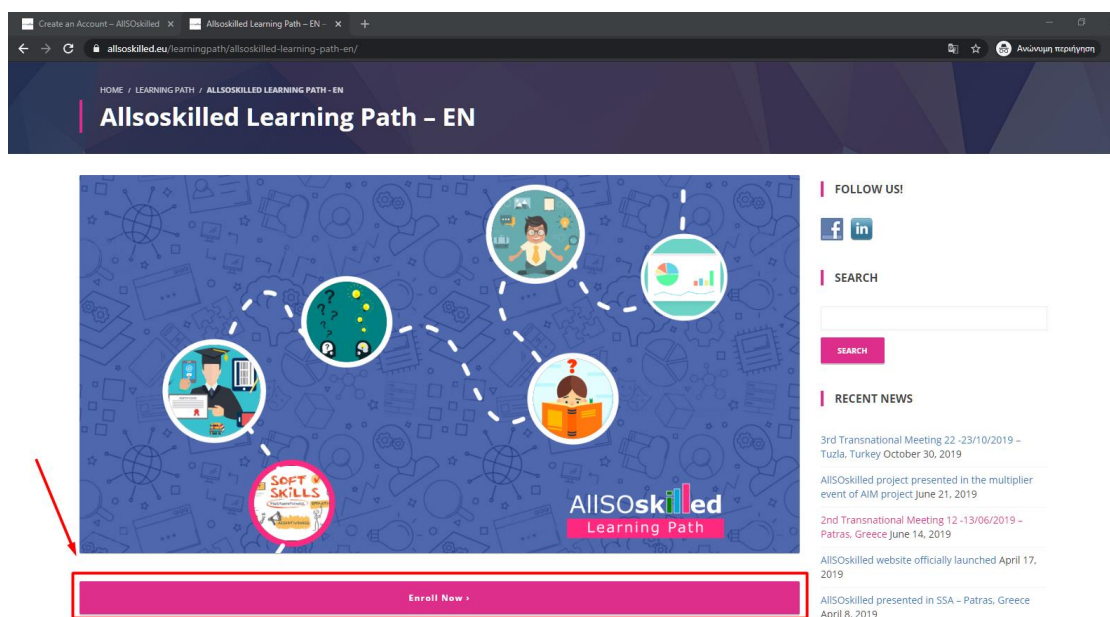 Create an Account – AllSOskilled
Allsoskilled Learning Path – EN –
allsoskilled.eu/learningpath/allsoskilled-learning-path-en/
Ανώνυμη περιήγηση
HOME / LEARNING PATH / ALLSOSKILLED LEARNING PATH - EN
Allsoskilled Learning Path – EN
SOFT
SKILLS
AllSOskilled
Learning Path
Enroll Now ›
FOLLOW US!
f in
SEARCH
SEARCH
RECENT NEWS
3rd Transnational Meeting 22 -23/10/2019 –
Tuzla, Turkey October 30, 2019
AllSOskilled project presented in the multiplier
event of AIM project June 21, 2019
2nd Transnational Meeting 12 -13/06/2019 –
Patras, Greece June 14, 2019
AllSOskilled website officially launched April 17,
2019
AllSOskilled presented in SSA – Patras, Greece
April 8, 2019